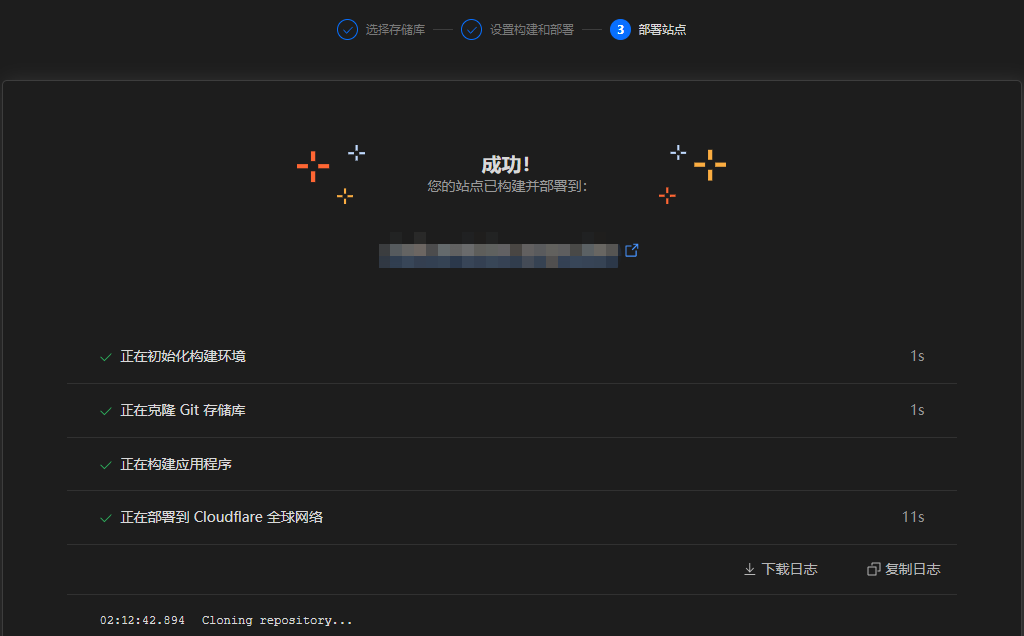 选择存储库 设置构建和部署 3 部署站点
成功！
您的站点已构建并部署到：
正在初始化构建环境 1s
正在克隆 Git 存储库 1s
正在构建应用程序
正在部署到 Cloudflare 全球网络 11s
下载日志 复制日志
02:12:42.894 Cloning repository...